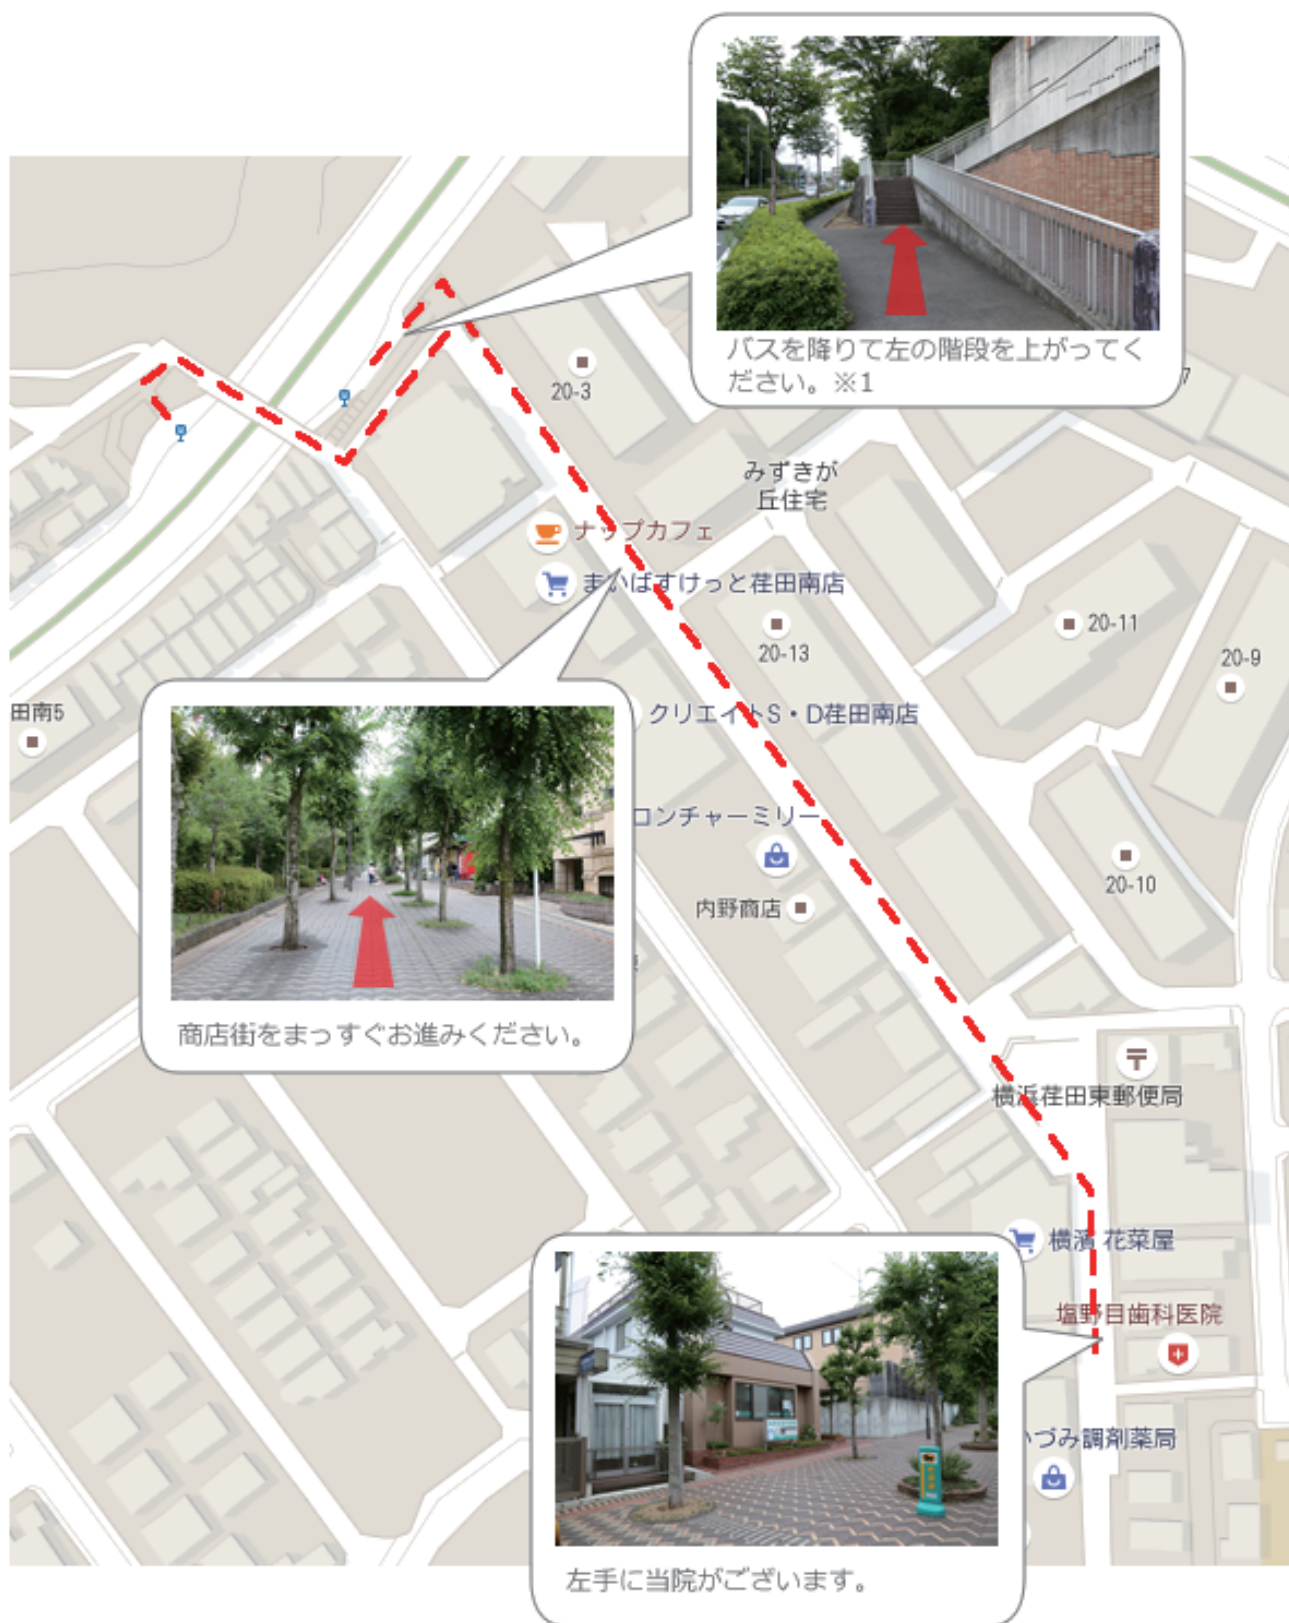 バスを降りて左の階段を上がってく
ださい。※1
20-3
7
みずきが
丘住宅
ナップカフェ
まいばすけっと荏田南店
20-11
20-13
20-9
田南5
クリエイトS・D荏田南店
ロンチャーミリー
20-10
内野商店
商店街をまっすぐお進みください。
横浜荏田東郵便局
横濱 花菜屋
塩野目歯科医院
いづみ調剤薬局
左手に当院がございます。